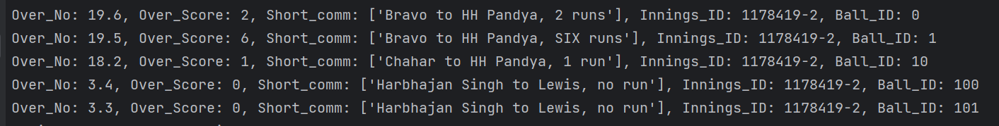 Over_No: 19.6, Over_Score: 2, Short_comm: ['Bravo to HH Pandya, 2 runs'], Innings_ID: 1178419-2, Ball_ID: 0
Over_No: 19.5, Over_Score: 6, Short_comm: ['Bravo to HH Pandya, SIX runs'], Innings_ID: 1178419-2, Ball_ID: 1
Over_No: 18.2, Over_Score: 1, Short_comm: ['Chahar to HH Pandya, 1 run'], Innings_ID: 1178419-2, Ball_ID: 10
Over_No: 3.4, Over_Score: 0, Short_comm: ['Harbhajan Singh to Lewis, no run'], Innings_ID: 1178419-2, Ball_ID: 100
Over_No: 3.3, Over_Score: 0, Short_comm: ['Harbhajan Singh to Lewis, no run'], Innings_ID: 1178419-2, Ball_ID: 101